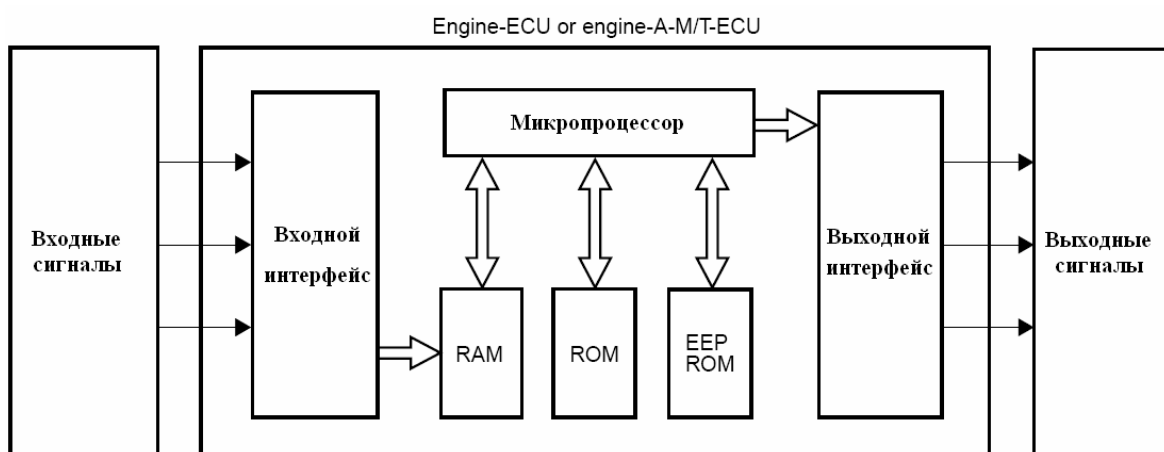 Engine-ECU or engine-A-M/T-ECU
Входные
сигналы
Входной
интерфейс
Микропроцессор
RAM
ROM
EEP
ROM
Выходной
интерфейс
Выходные
сигналы